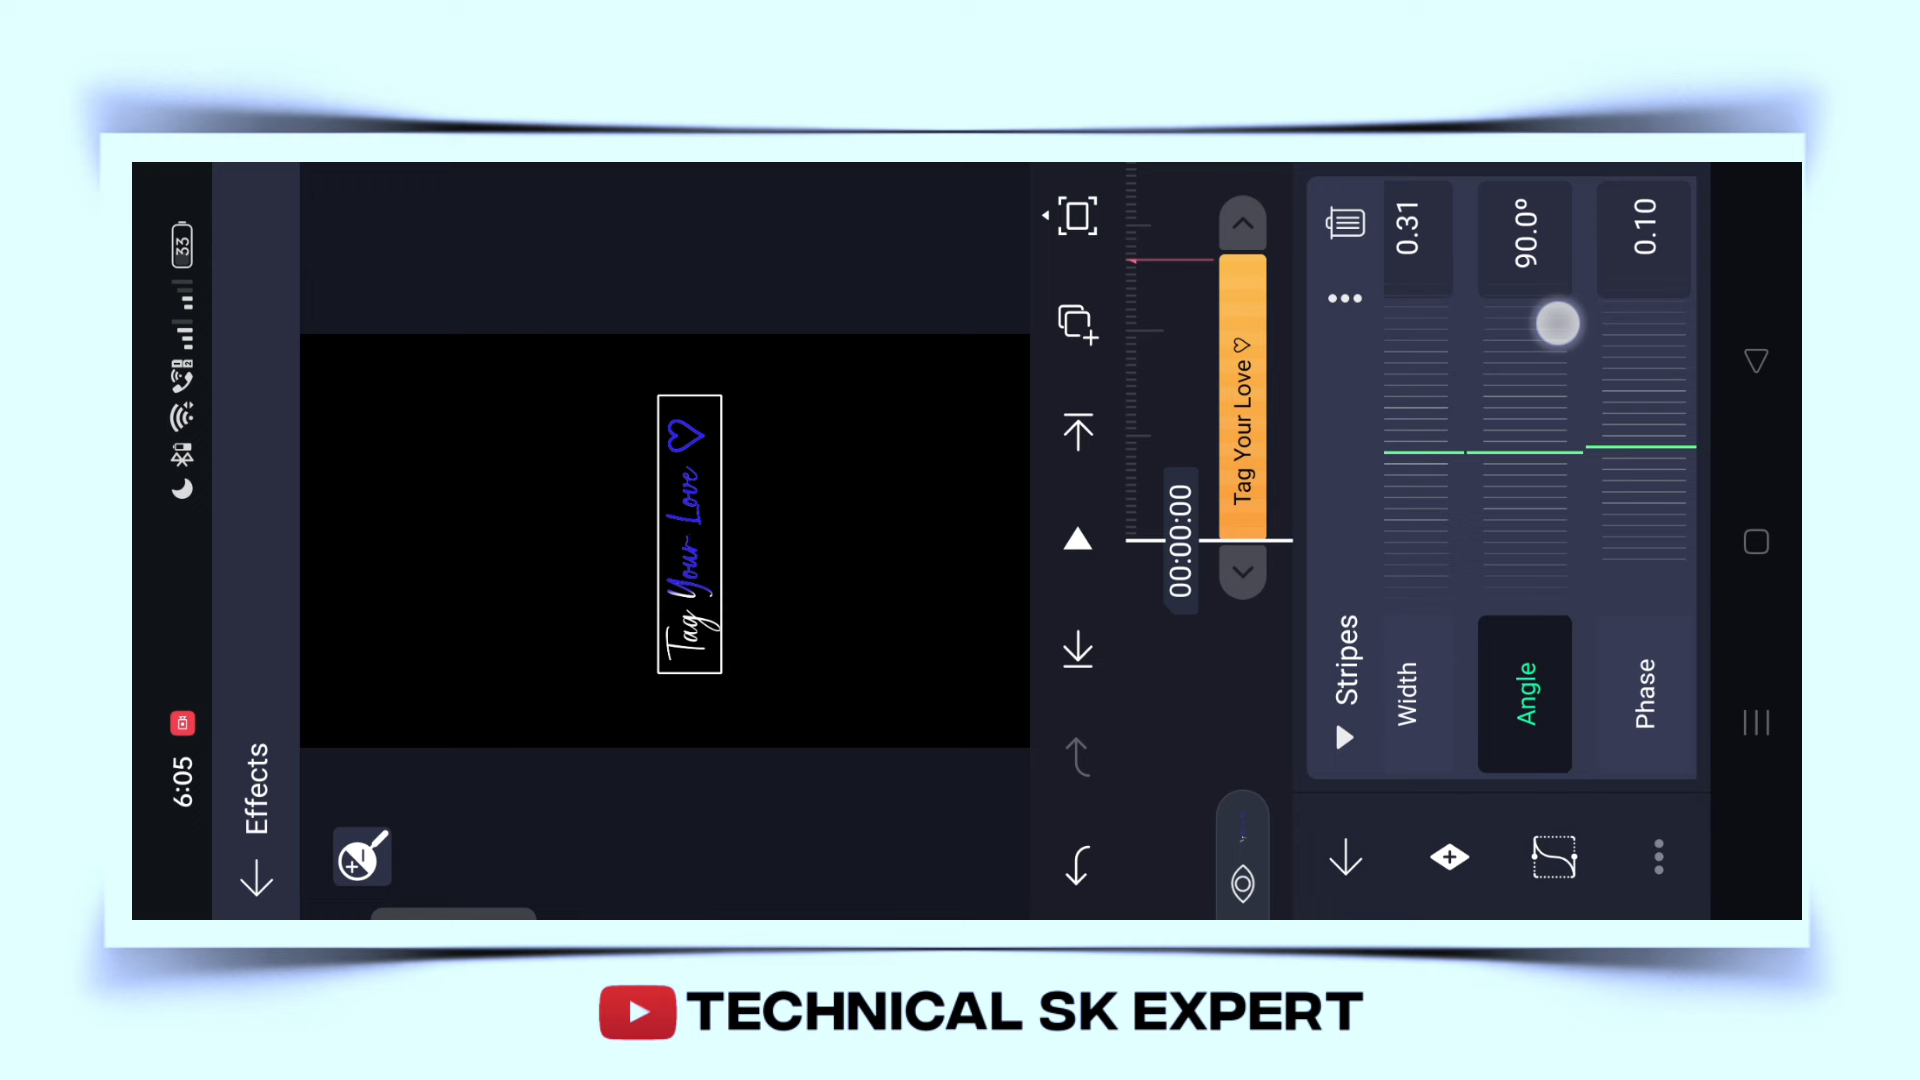 6:05
33
Effects
Tag Your Love ♡
00:00:00
Tag Your Love ♡
Stripes
Width 0.31
Angle 90.0°
Phase 0.10
TECHNICAL SK EXPERT